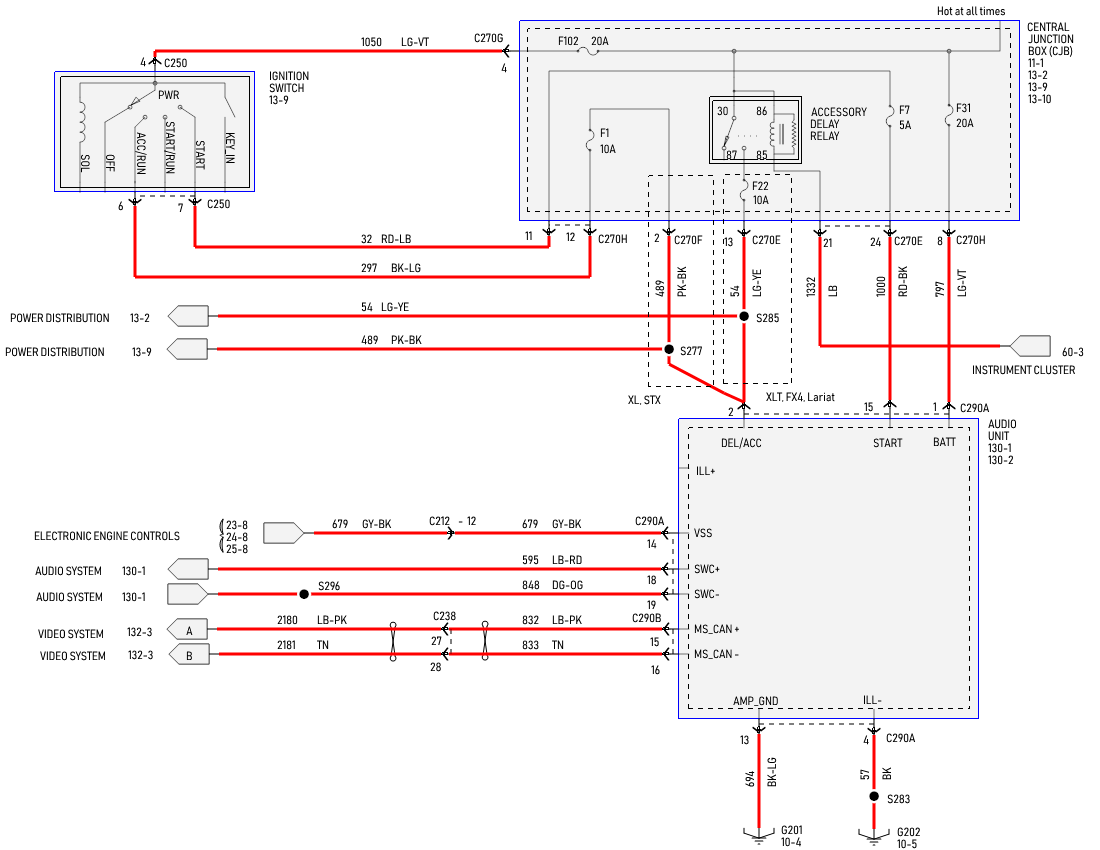 Hot at all times
1050 LG-VT
C270G
4
F102 20A
CENTRAL
JUNCTION
BOX (CJB)
11-1
13-2
13-9
13-10
4 C250
IGNITION
SWITCH
13-9
PWR
SOL
OFF
ACC/RUN
START/RUN
START
KEY_IN
30 86
87 85
ACCESSORY
DELAY
RELAY
F7
5A
F31
20A
F1
10A
F22
10A
6 7 C250
32 RD-LB
297 BK-LG
11 12 C270H
2 C270F
13 C270E
21
24 C270E
8 C270H
489 PK-BK
54 LG-YE
1332 LB
1000 RD-BK
797 LG-VT
POWER DISTRIBUTION 13-2
54 LG-YE
S285
POWER DISTRIBUTION 13-9
489 PK-BK
S277
60-3
INSTRUMENT CLUSTER
XL, STX
XLT, FX4, Lariat
2 15 1 C290A
AUDIO
UNIT
130-1
130-2
DEL/ACC START BATT
ILL+
ELECTRONIC ENGINE CONTROLS
23-8
24-8
25-8
679 GY-BK
C212 - 12
679 GY-BK
C290A
14
VSS
AUDIO SYSTEM 130-1
595 LB-RD
18
SWC+
AUDIO SYSTEM 130-1
S296
848 DG-OG
19
SWC-
VIDEO SYSTEM 132-3 A
2180 LB-PK
C238
27
832 LB-PK
C290B
15
MS_CAN +
VIDEO SYSTEM 132-3 B
2181 TN
28
833 TN
16
MS_CAN -
AMP_GND ILL-
13 4 C290A
694 BK-LG
57 BK
S283
G201
10-4
G202
10-5